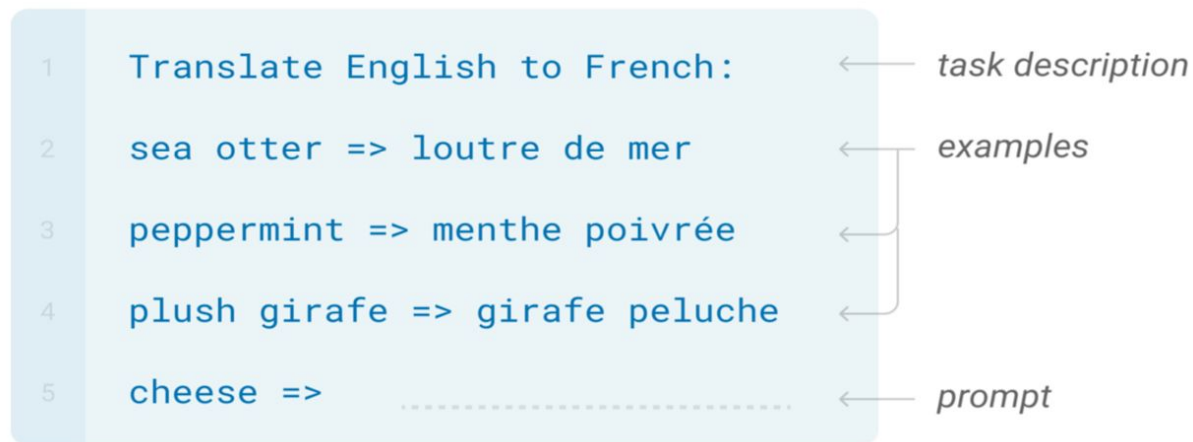 1 Translate English to French: task description
2 sea otter => loutre de mer examples
3 peppermint => menthe poivrée
4 plush girafe => girafe peluche
5 cheese => prompt